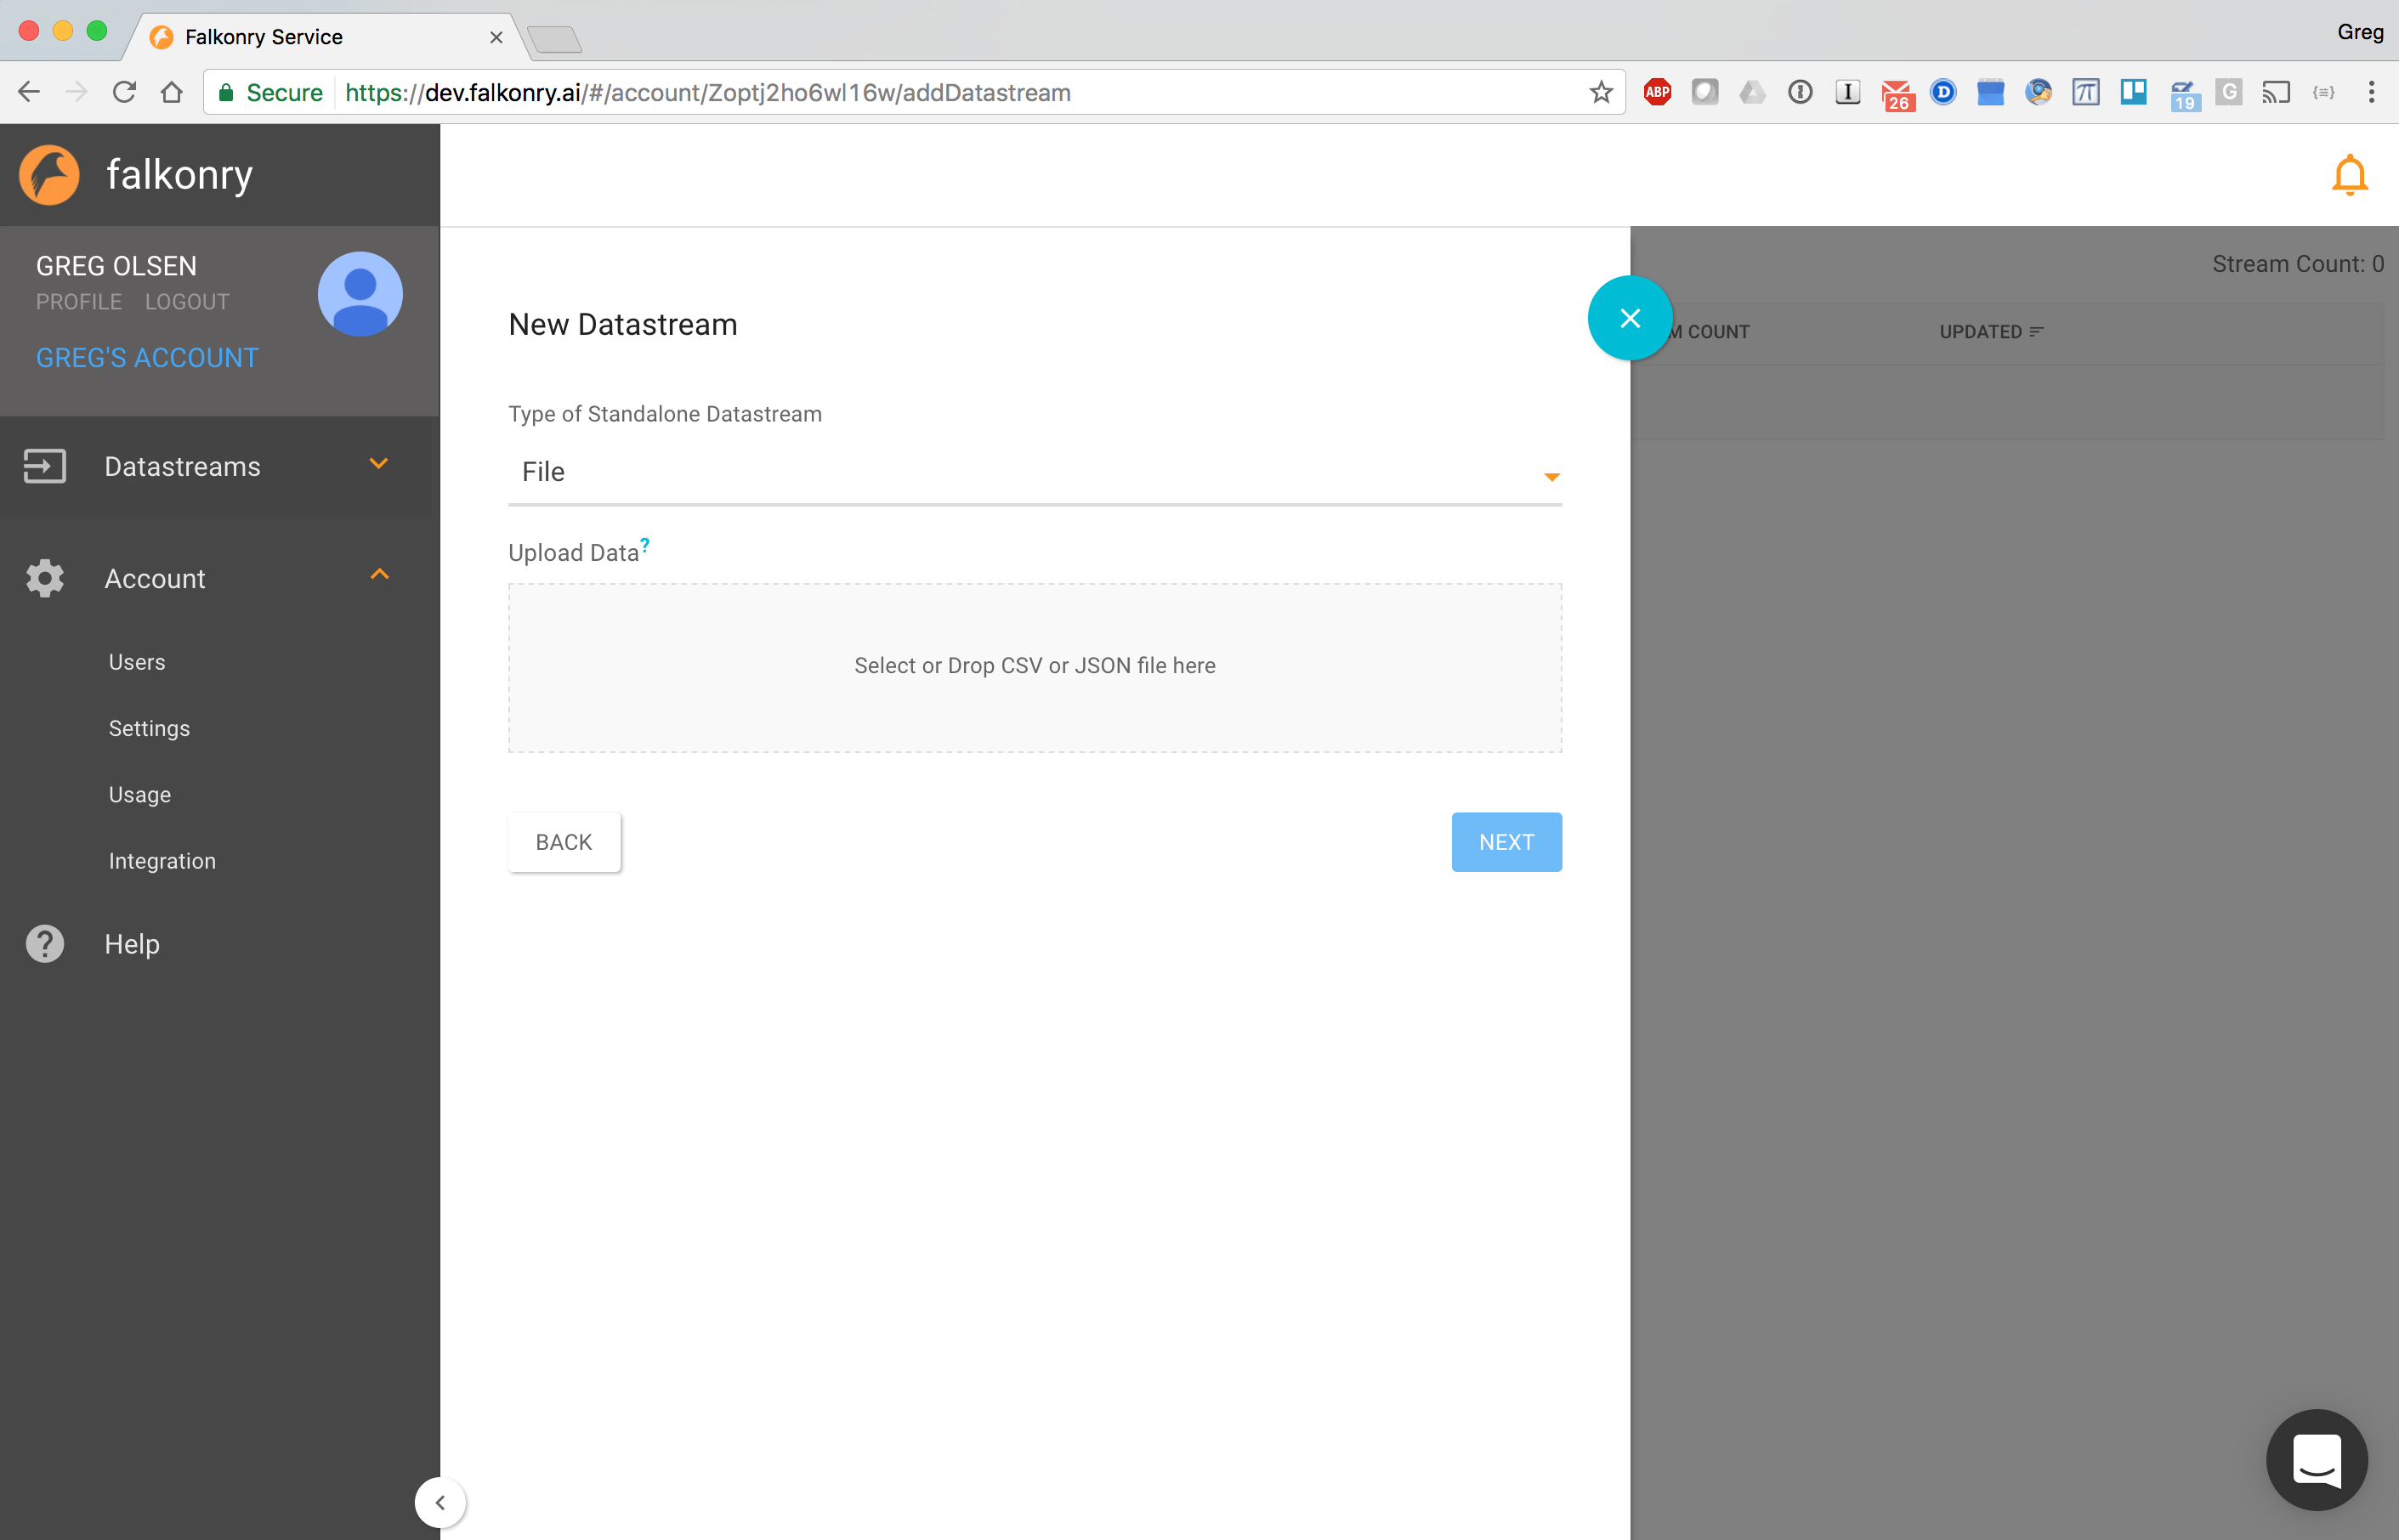 Falkonry Service
Greg
Secure https://dev.falkonry.ai/#/account/Zoptj2ho6wl16w/addDatastream
ABP
I
26
D
π
19
G
falkonry
GREG OLSEN
PROFILE LOGOUT
GREG'S ACCOUNT
Datastreams
Account
Users
Settings
Usage
Integration
Help
New Datastream
Type of Standalone Datastream
File
Upload Data?
Select or Drop CSV or JSON file here
BACK
NEXT
Stream Count: 0
M COUNT
UPDATED